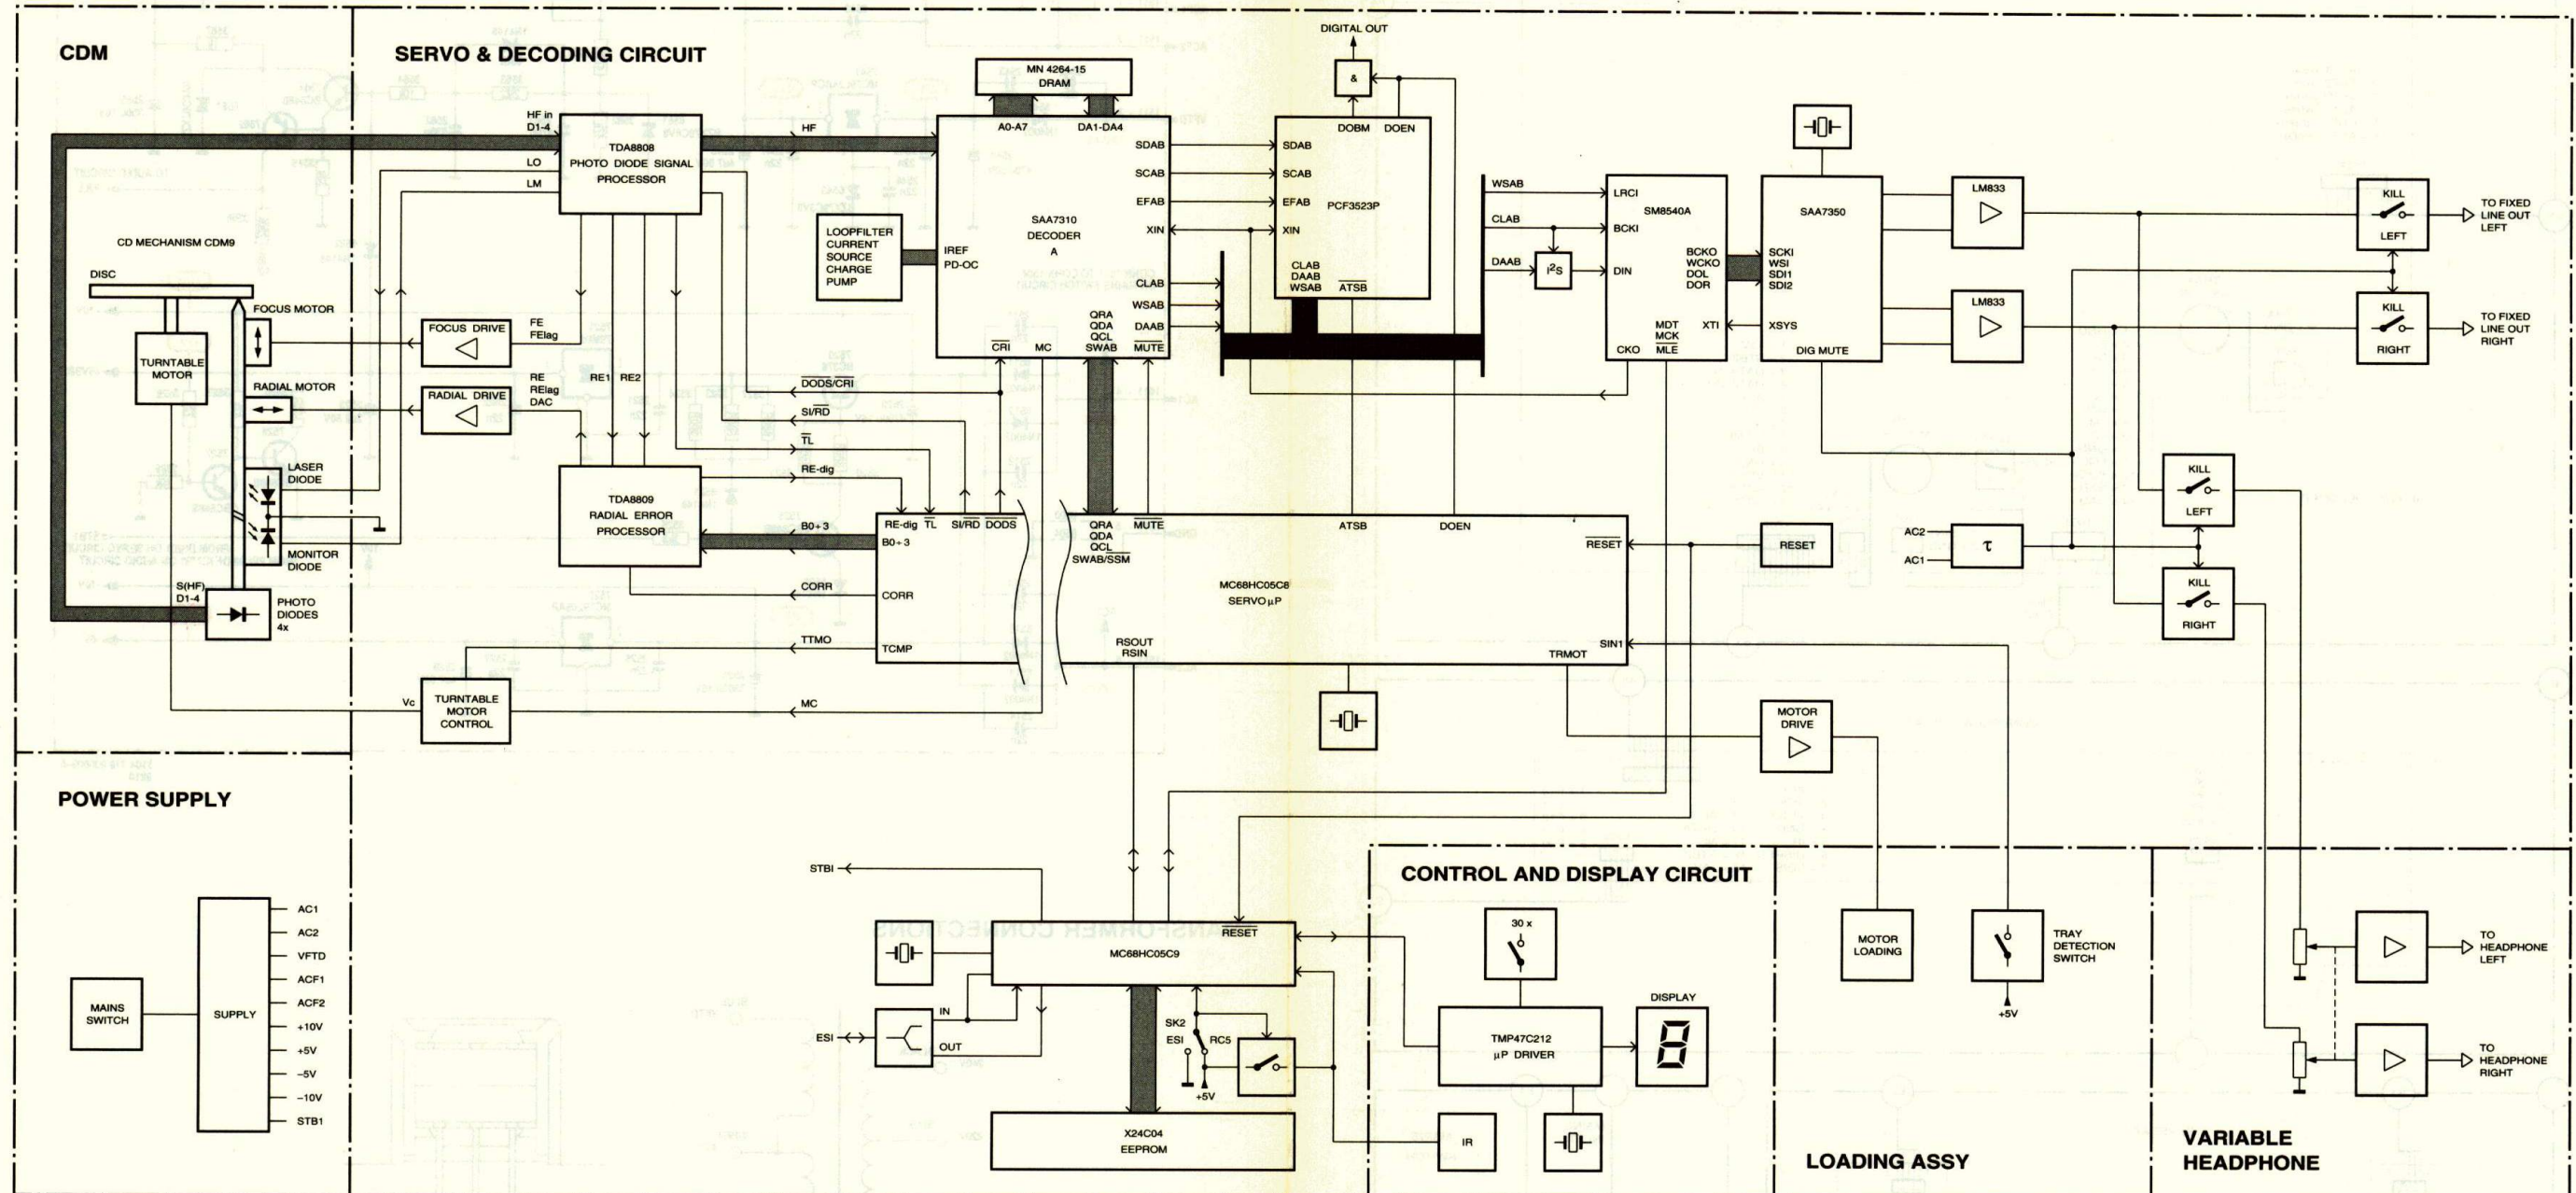 CDM
SERVO & DECODING CIRCUIT
DIGITAL OUT
&
MN 4264-15
DRAM
A0-A7
DA1-DA4
DOBM
DOEN
HF in
D1-4
LO
LM
TDA8808
PHOTO DIODE SIGNAL
PROCESSOR
HF
LOOPFILTER
CURRENT
SOURCE
CHARGE
PUMP
IREF
PD-OC
SAA7310
DECODER
A
SDAB
SCAB
EFAB
XIN
CLAB
WSAB
DAAB
CRI
MC
QRA
QDA
QCL
SWAB
MUTE
SDAB
SCAB
EFAB
XIN
PCF3523P
CLAB
DAAB
WSAB
ATSB
WSAB
CLAB
DAAB
I²S
LRCI
BCKI
DIN
SM8540A
BCKO
WCKO
DOL
DOR
XTI
CKO
MDT
MCK
MLE
SAA7350
SCKI
WSI
SDI1
SDI2
XSYS
DIG MUTE
LM833
LM833
KILL
LEFT
TO FIXED
LINE OUT
LEFT
KILL
RIGHT
TO FIXED
LINE OUT
RIGHT
CD MECHANISM CDM9
DISC
FOCUS MOTOR
TURNTABLE
MOTOR
RADIAL MOTOR
LASER
DIODE
MONITOR
DIODE
S(HF)
D1-4
PHOTO
DIODES
4x
FOCUS DRIVE
FE
FElag
RADIAL DRIVE
RE
RElag
DAC
RE1
RE2
DODS/CRI
SI/RD
TL
RE-dig
TDA8809
RADIAL ERROR
PROCESSOR
B0÷3
CORR
TTMO
MC
RE-dig
TL
SI/RD
DODS
B0÷3
CORR
TCMP
QRA
QDA
QCL
SWAB/SSM
MUTE
ATSB
DOEN
RESET
MC68HC05C8
SERVO μP
RSOUT
RSIN
TRMOT
SIN1
RESET
AC2
AC1
τ
KILL
LEFT
KILL
RIGHT
Vc
TURNTABLE
MOTOR
CONTROL
MOTOR
DRIVE
POWER SUPPLY
MAINS
SWITCH
SUPPLY
AC1
AC2
VFTD
ACF1
ACF2
+10V
+5V
–5V
–10V
STB1
STBI
RESET
MC68HC05C9
ESI
IN
OUT
SK2
ESI
RC5
+5V
X24C04
EEPROM
CONTROL AND DISPLAY CIRCUIT
30 x
TMP47C212
μP DRIVER
DISPLAY
8
IR
MOTOR
LOADING
TRAY
DETECTION
SWITCH
+5V
LOADING ASSY
TO
HEADPHONE
LEFT
TO
HEADPHONE
RIGHT
VARIABLE
HEADPHONE